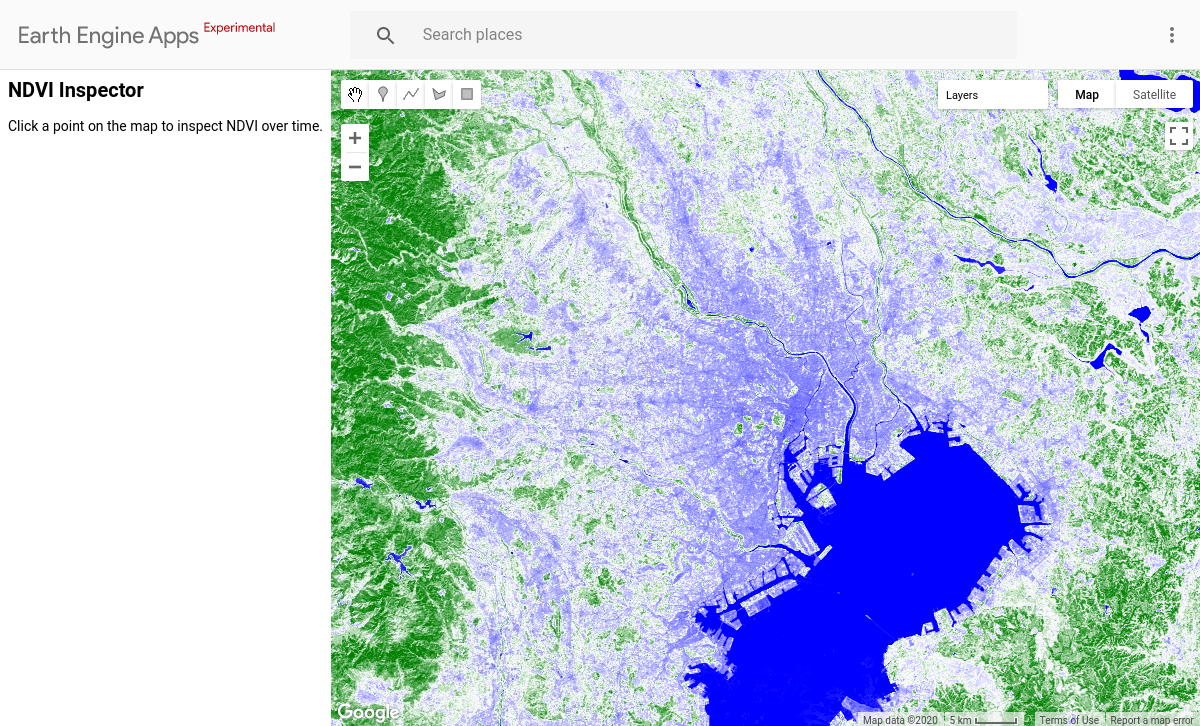 Earth Engine Apps Experimental
Search places
NDVI Inspector
Click a point on the map to inspect NDVI over time.
Layers
Map Satellite
+
−
Google
Map data ©2020 5 km Terms of Use Report a map error